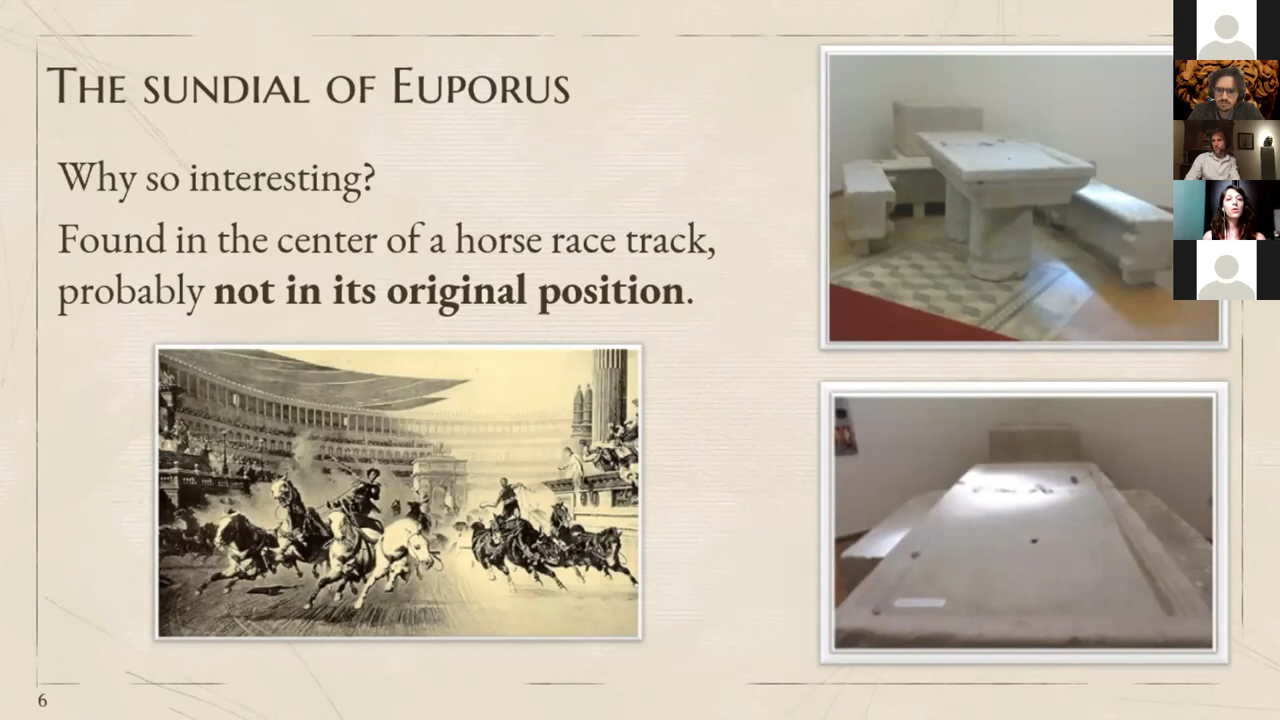 The sundial of Euporus
Why so interesting?
Found in the center of a horse race track,
probably not in its original position.
6